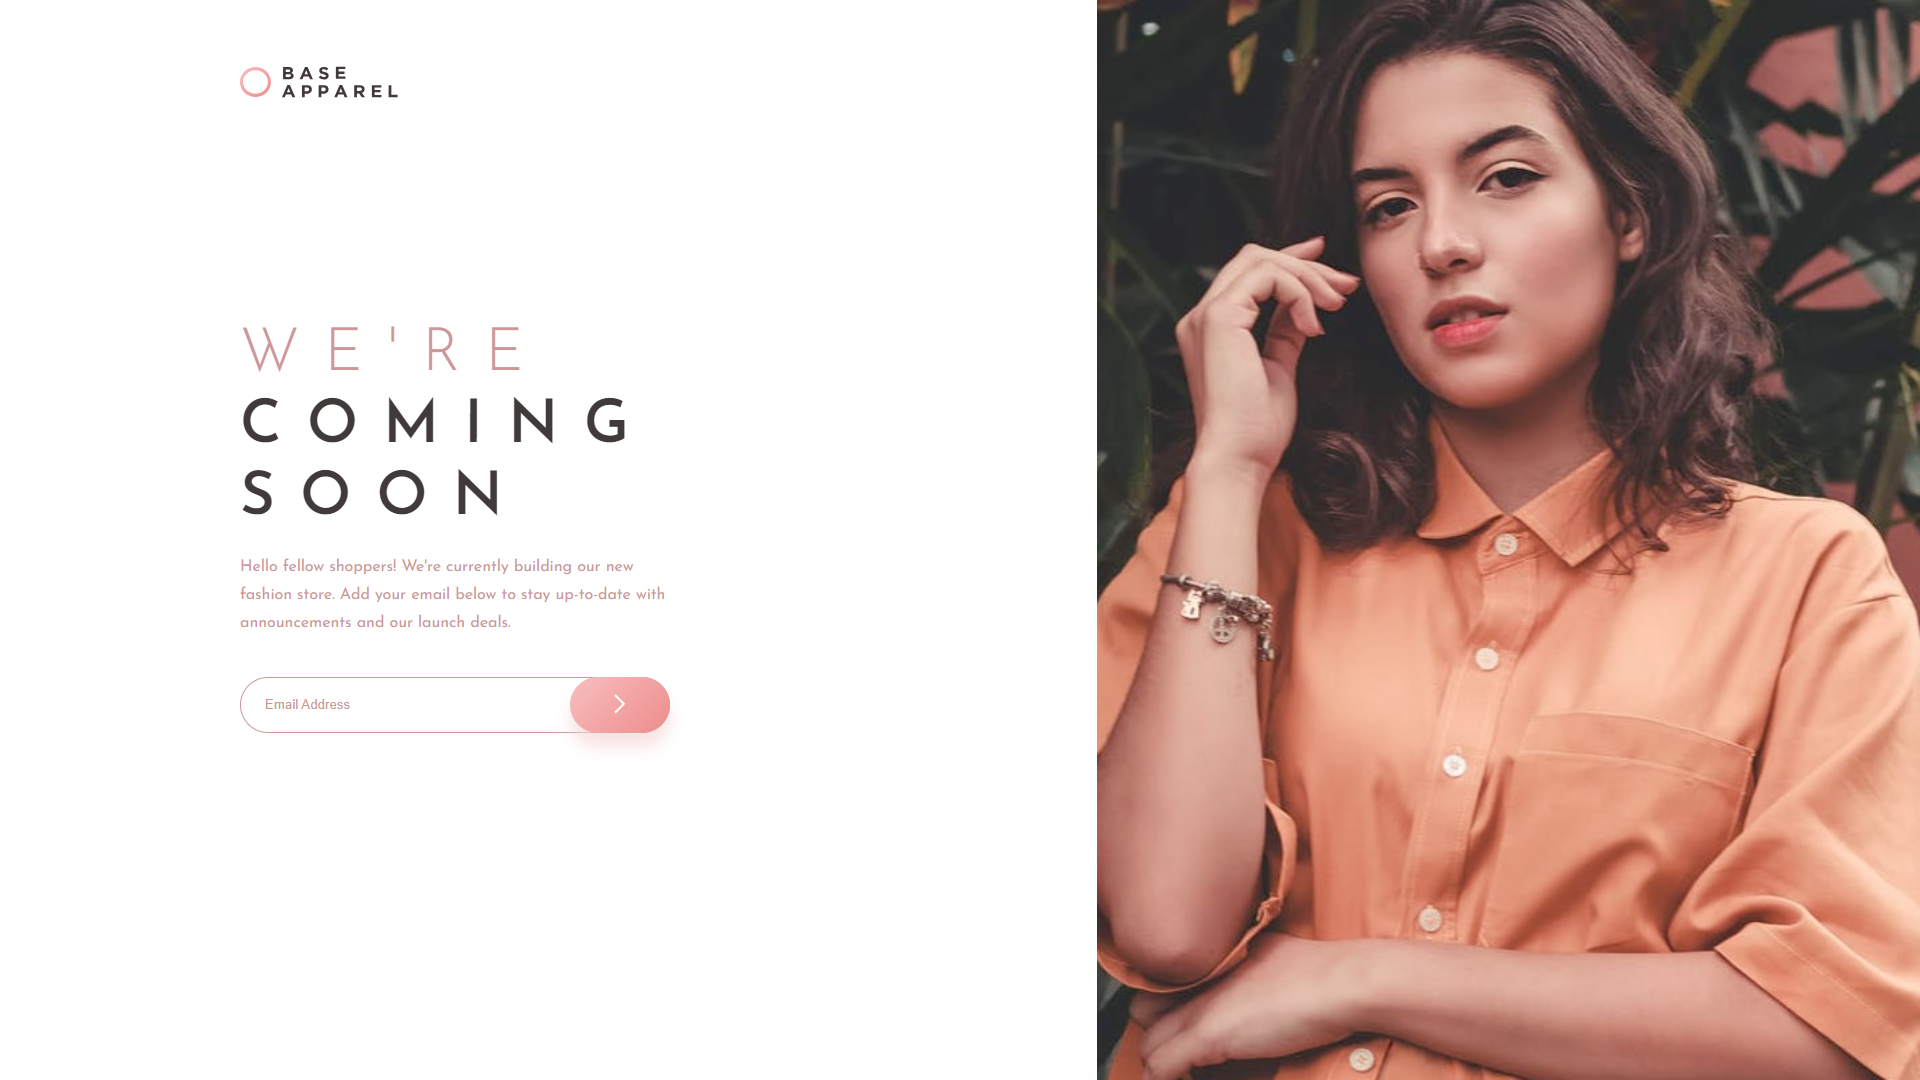 BASE
APPAREL
WE'RE
COMING
SOON
Hello fellow shoppers! We're currently building our new
fashion store. Add your email below to stay up-to-date with
announcements and our launch deals.
Email Address